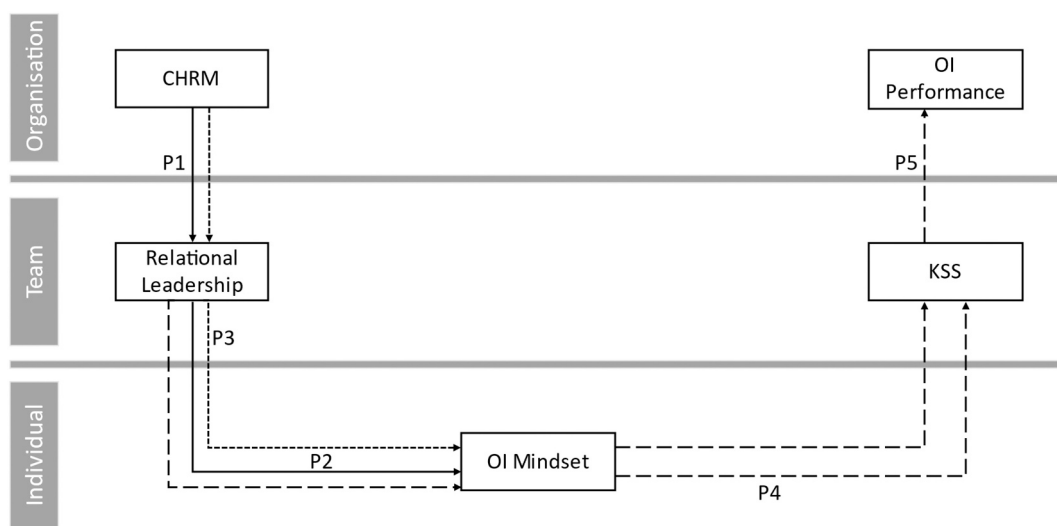 Organisation
CHRM
OI
Performance
P1
P5
Team
Relational
Leadership
KSS
P3
Individual
OI Mindset
P2
P4